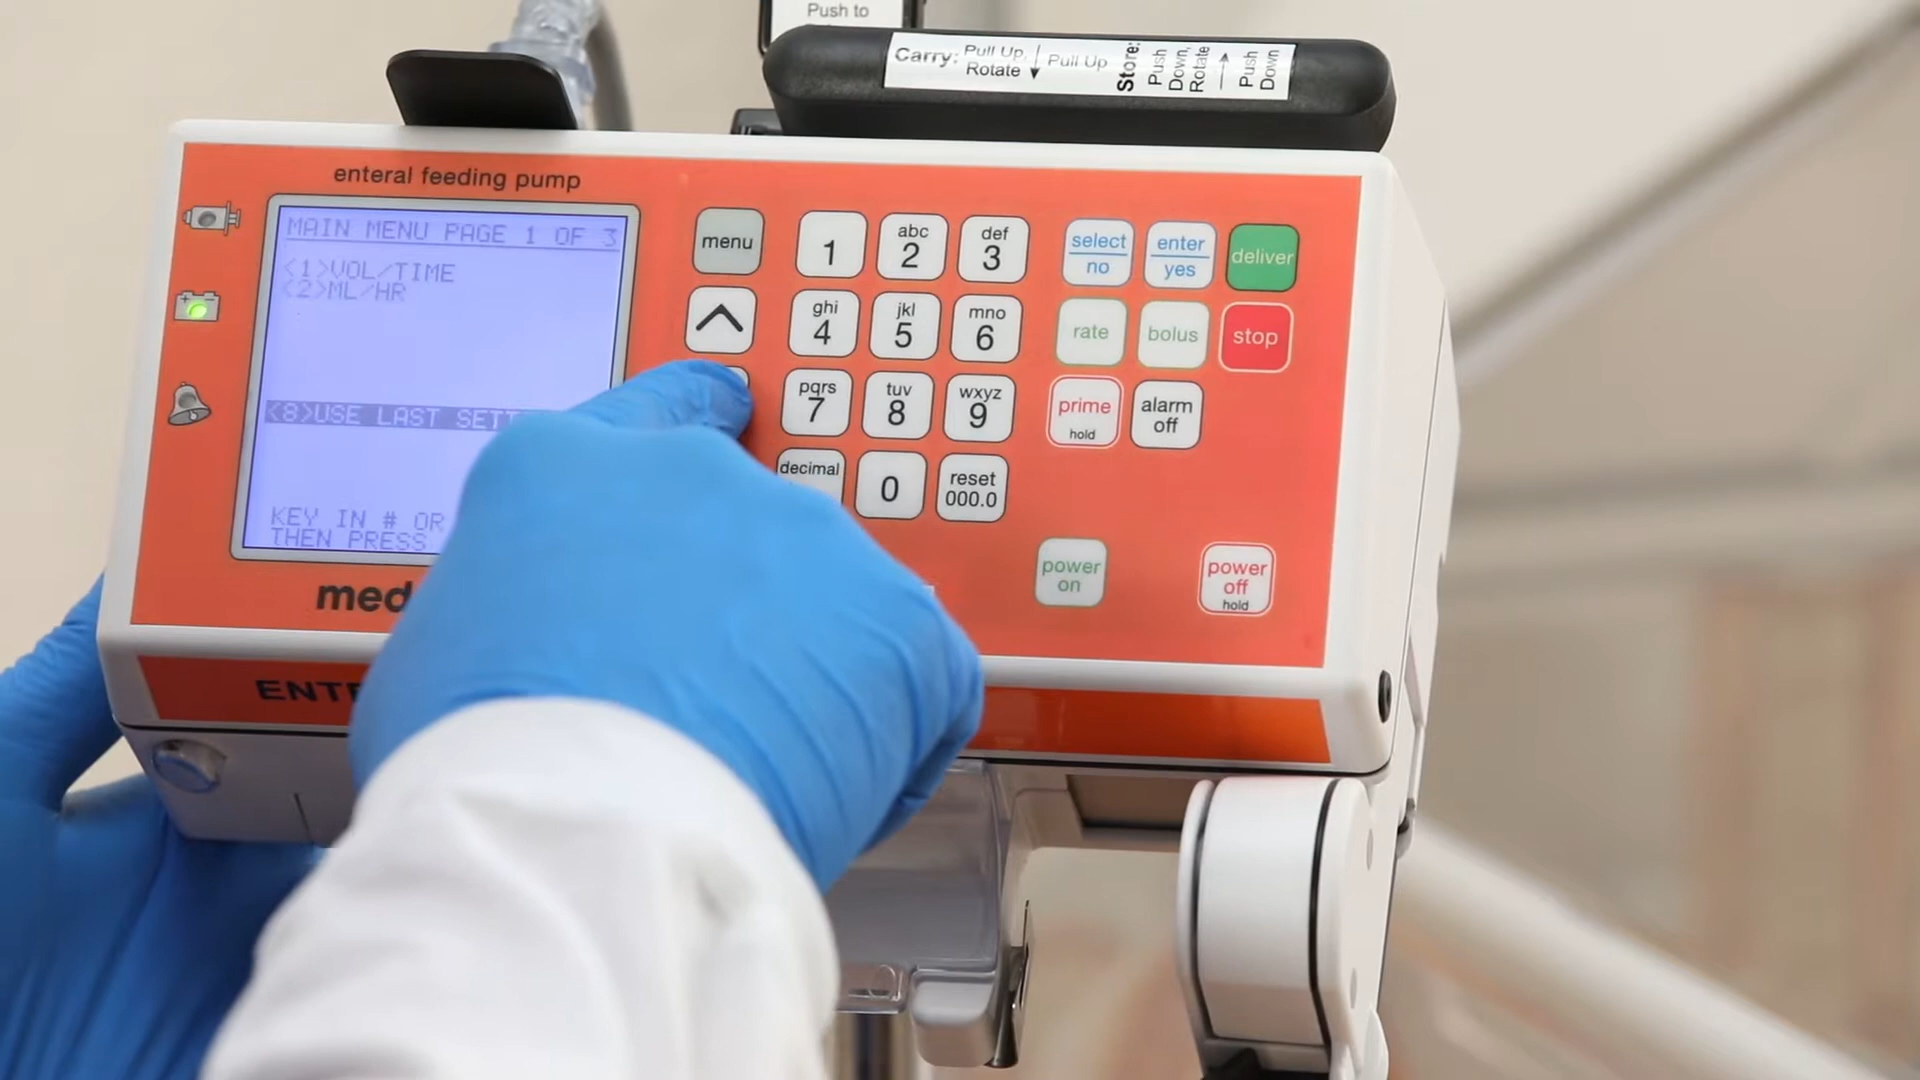 Push to
Carry: Pull Up, Rotate Pull Up Store: Push Down, Rotate Push Down
enteral feeding pump
MAIN MENU PAGE 1 OF 3
<1>VOL/TIME
<2>ML/HR
<8>USE LAST
KEY IN # OR
THEN PRESS
menu
1
abc
2
def
3
select
no
enter
yes
deliver
ghi
4
jkl
5
mno
6
rate
bolus
stop
pqrs
7
tuv
8
wxyz
9
prime
hold
alarm
off
decimal
0
reset
000.0
power
on
power
off
hold
med
ENTE